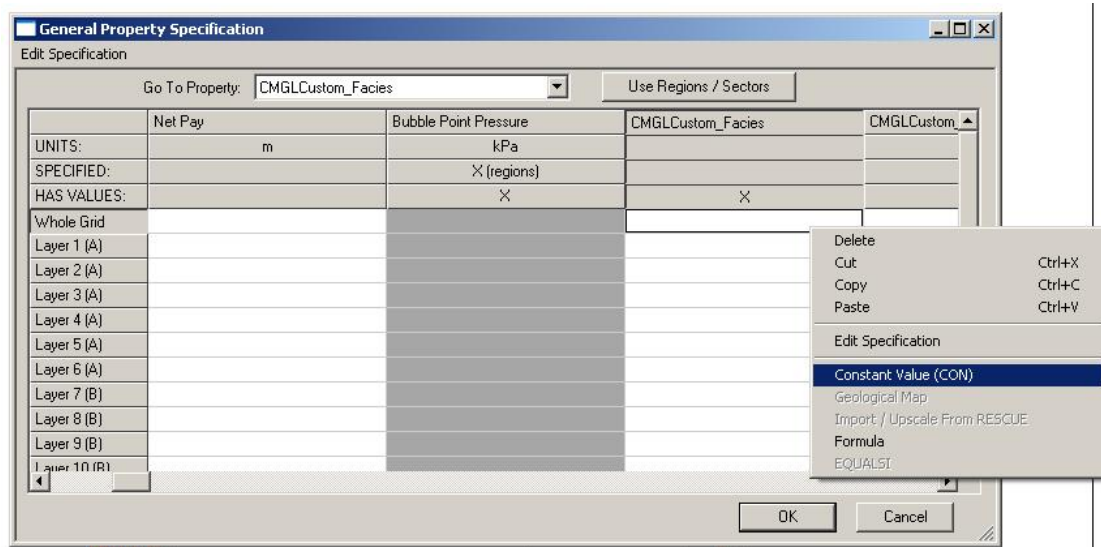 General Property Specification
Edit Specification
Go To Property: CMGLCustom_Facies Use Regions / Sectors
Net Pay Bubble Point Pressure CMGLCustom_Facies CMGLCustom_
UNITS: m kPa
SPECIFIED: X (regions)
HAS VALUES: X X
Whole Grid
Layer 1 (A)
Layer 2 (A)
Layer 3 (A)
Layer 4 (A)
Layer 5 (A)
Layer 6 (A)
Layer 7 (B)
Layer 8 (B)
Layer 9 (B)
Layer 10 (B)
Delete
Cut Ctrl+X
Copy Ctrl+C
Paste Ctrl+V
Edit Specification
Constant Value (CON)
Geological Map
Import / Upscale From RESCUE
Formula
EQUALSI
OK Cancel